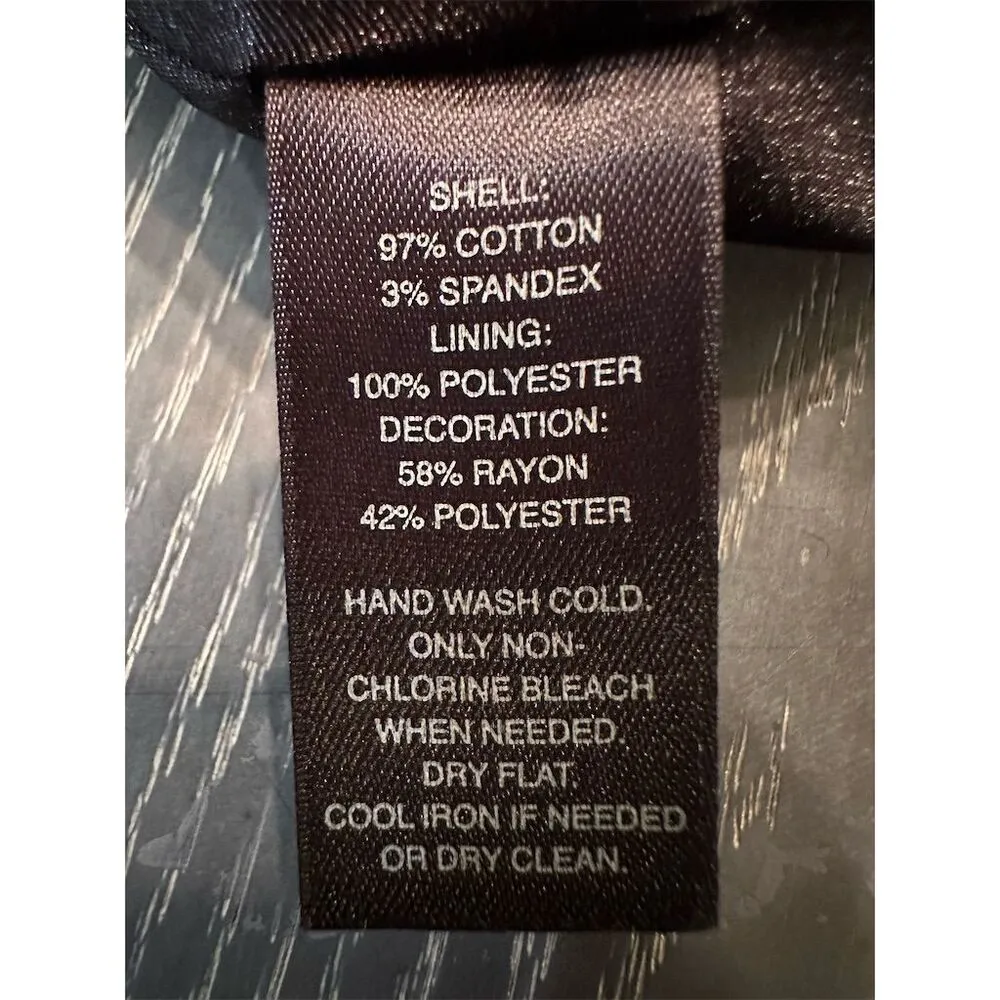 SHELL:
97% COTTON
3% SPANDEX
LINING:
100% POLYESTER
DECORATION:
58% RAYON
42% POLYESTER
HAND WASH COLD.
ONLY NON-
CHLORINE BLEACH
WHEN NEEDED.
DRY FLAT.
COOL IRON IF NEEDED
OR DRY CLEAN.